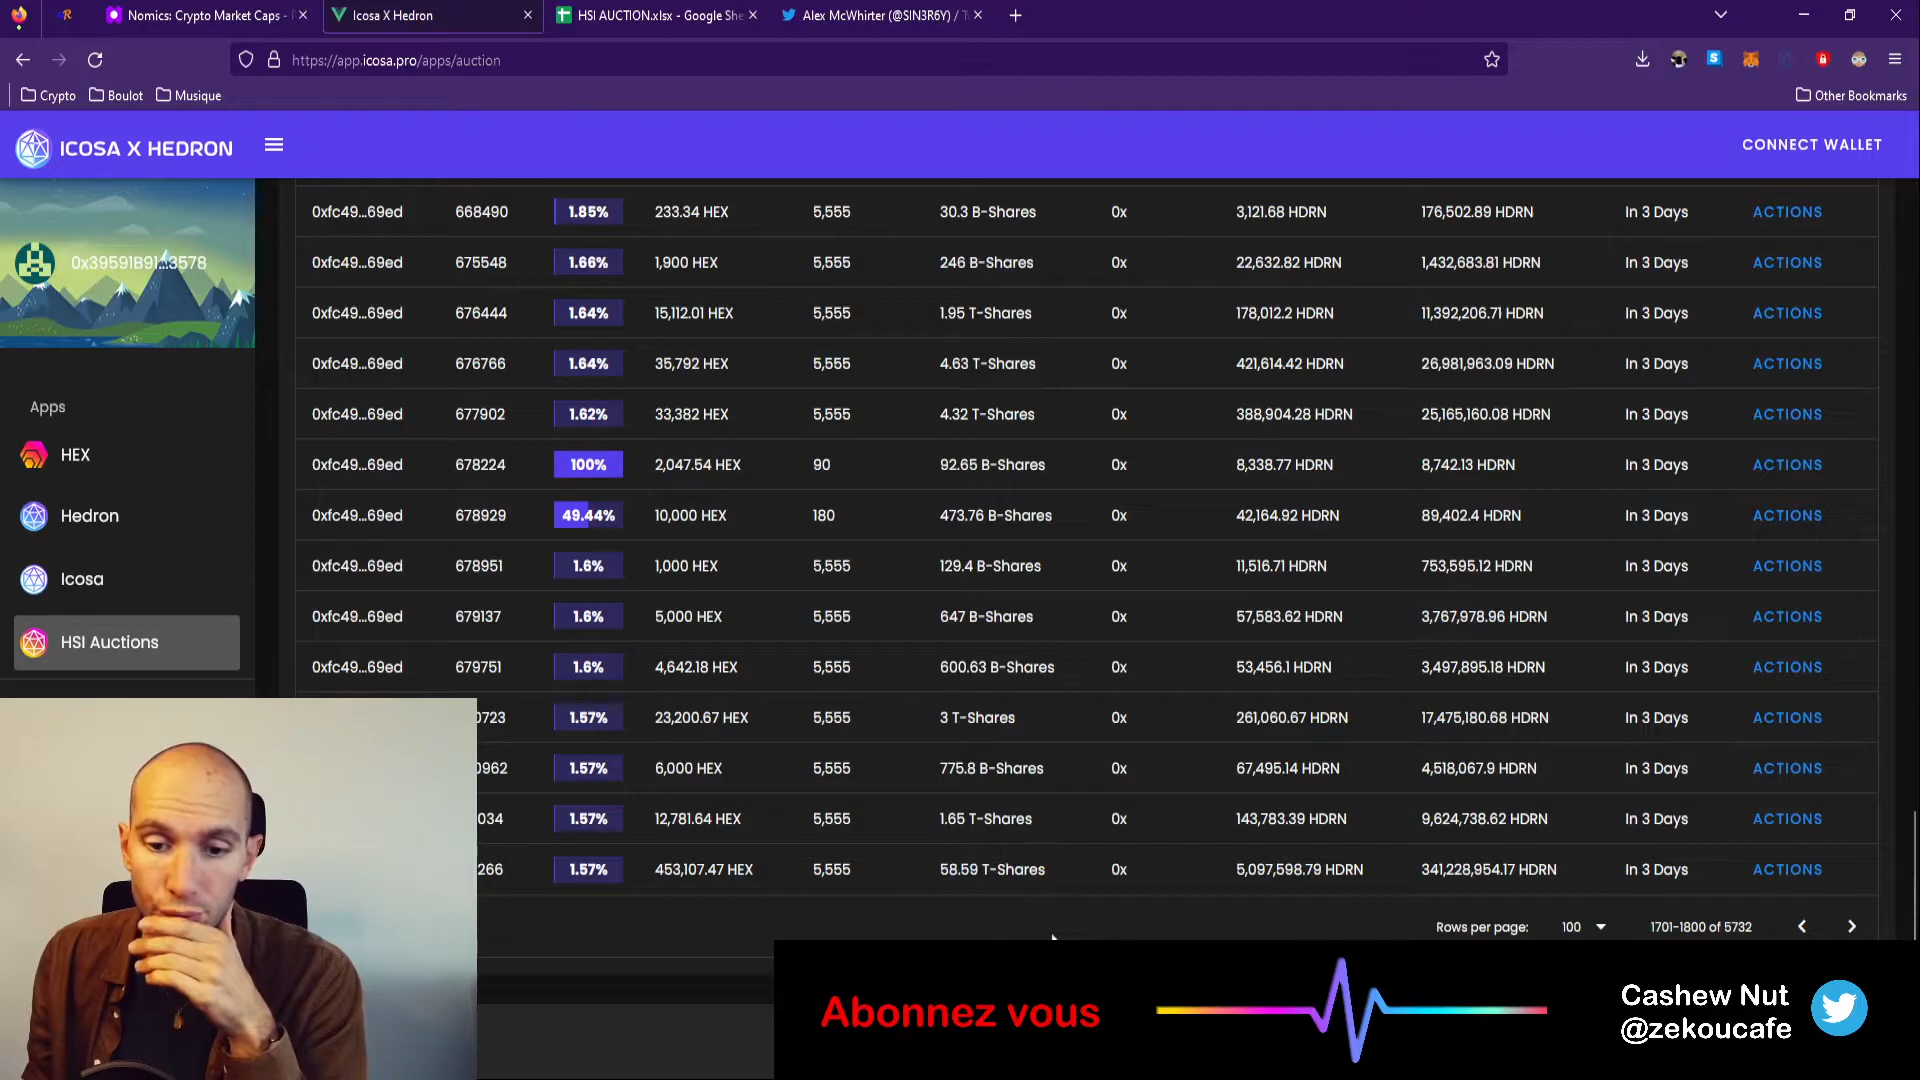 Nomics: Crypto Market Caps - Icosa X Hedron HSI AUCTION.xlsx - Google She Alex McWhirter (@SIN3R6Y) / T
https://app.icosa.pro/apps/auction
Crypto Boulot Musique Other Bookmarks
ICOSA X HEDRON CONNECT WALLET
0x39591B91...3578
Apps
HEX
Hedron
Icosa
HSI Auctions
0xfc49...69ed 668490 1.85% 233.34 HEX 5,555 30.3 B-Shares 0x 3,121.68 HDRN 176,502.89 HDRN In 3 Days ACTIONS
0xfc49...69ed 675548 1.66% 1,900 HEX 5,555 246 B-Shares 0x 22,632.82 HDRN 1,432,683.81 HDRN In 3 Days ACTIONS
0xfc49...69ed 676444 1.64% 15,112.01 HEX 5,555 1.95 T-Shares 0x 178,012.2 HDRN 11,392,206.71 HDRN In 3 Days ACTIONS
0xfc49...69ed 676766 1.64% 35,792 HEX 5,555 4.63 T-Shares 0x 421,614.42 HDRN 26,981,963.09 HDRN In 3 Days ACTIONS
0xfc49...69ed 677902 1.62% 33,382 HEX 5,555 4.32 T-Shares 0x 388,904.28 HDRN 25,165,160.08 HDRN In 3 Days ACTIONS
0xfc49...69ed 678224 100% 2,047.54 HEX 90 92.65 B-Shares 0x 8,338.77 HDRN 8,742.13 HDRN In 3 Days ACTIONS
0xfc49...69ed 678929 49.44% 10,000 HEX 180 473.76 B-Shares 0x 42,164.92 HDRN 89,402.4 HDRN In 3 Days ACTIONS
0xfc49...69ed 678951 1.6% 1,000 HEX 5,555 129.4 B-Shares 0x 11,516.71 HDRN 753,595.12 HDRN In 3 Days ACTIONS
0xfc49...69ed 679137 1.6% 5,000 HEX 5,555 647 B-Shares 0x 57,583.62 HDRN 3,767,978.96 HDRN In 3 Days ACTIONS
0xfc49...69ed 679751 1.6% 4,642.18 HEX 5,555 600.63 B-Shares 0x 53,456.1 HDRN 3,497,895.18 HDRN In 3 Days ACTIONS
0723 1.57% 23,200.67 HEX 5,555 3 T-Shares 0x 261,060.67 HDRN 17,475,180.68 HDRN In 3 Days ACTIONS
0962 1.57% 6,000 HEX 5,555 775.8 B-Shares 0x 67,495.14 HDRN 4,518,067.9 HDRN In 3 Days ACTIONS
034 1.57% 12,781.64 HEX 5,555 1.65 T-Shares 0x 143,783.39 HDRN 9,624,738.62 HDRN In 3 Days ACTIONS
266 1.57% 453,107.47 HEX 5,555 58.59 T-Shares 0x 5,097,598.79 HDRN 341,228,954.17 HDRN In 3 Days ACTIONS
Rows per page: 100 1701-1800 of 5732
Abonnez vous
Cashew Nut
@zekoucafe